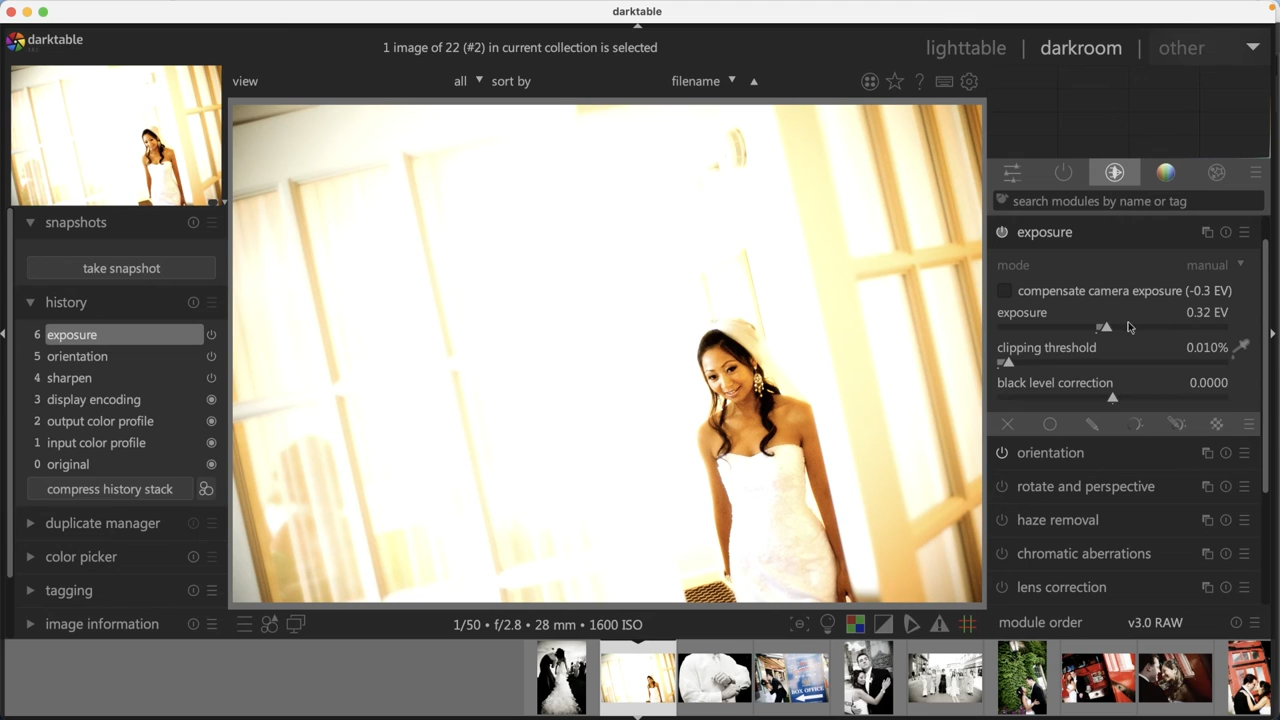 darktable
darktable
1 image of 22 (#2) in current collection is selected
lighttable | darkroom | other
view
all
sort by
filename
?
search modules by name or tag
snapshots
take snapshot
history
6 exposure
5 orientation
4 sharpen
3 display encoding
2 output color profile
1 input color profile
0 original
compress history stack
duplicate manager
color picker
tagging
image information
1/50 • f/2.8 • 28 mm • 1600 ISO
exposure
mode manual
compensate camera exposure (-0.3 EV)
exposure 0.32 EV
clipping threshold 0.010%
black level correction 0.0000
orientation
rotate and perspective
haze removal
chromatic aberrations
lens correction
module order v3.0 RAW
BOX OFFICE